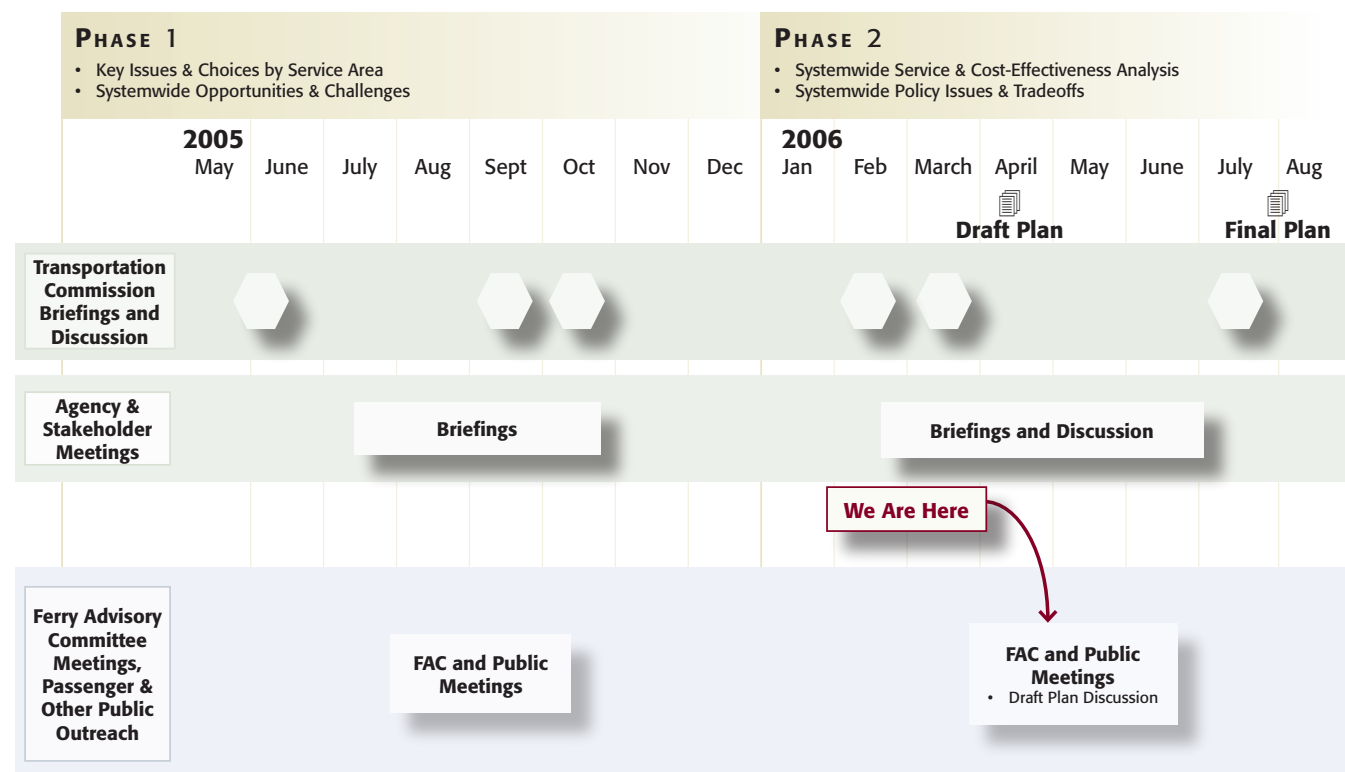 PHASE 1
• Key Issues & Choices by Service Area
• Systemwide Opportunities & Challenges
PHASE 2
• Systemwide Service & Cost-Effectiveness Analysis
• Systemwide Policy Issues & Tradeoffs
2005
May June July Aug Sept Oct Nov Dec
2006
Jan Feb March April May June July Aug
Draft Plan
Final Plan
Transportation
Commission
Briefings and
Discussion
Agency &
Stakeholder
Meetings
Briefings
Briefings and Discussion
We Are Here
Ferry Advisory
Committee
Meetings,
Passenger &
Other Public
Outreach
FAC and Public
Meetings
FAC and Public
Meetings
• Draft Plan Discussion